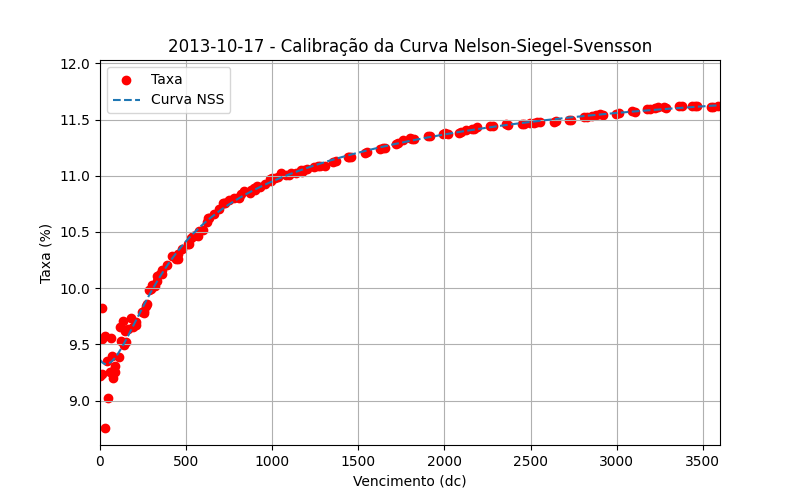 2013-10-17 - Calibração da Curva Nelson-Siegel-Svensson
Taxa
Curva NSS
Taxa (%)
12.0
11.5
11.0
10.5
10.0
9.5
9.0
0 500 1000 1500 2000 2500 3000 3500
Vencimento (dc)